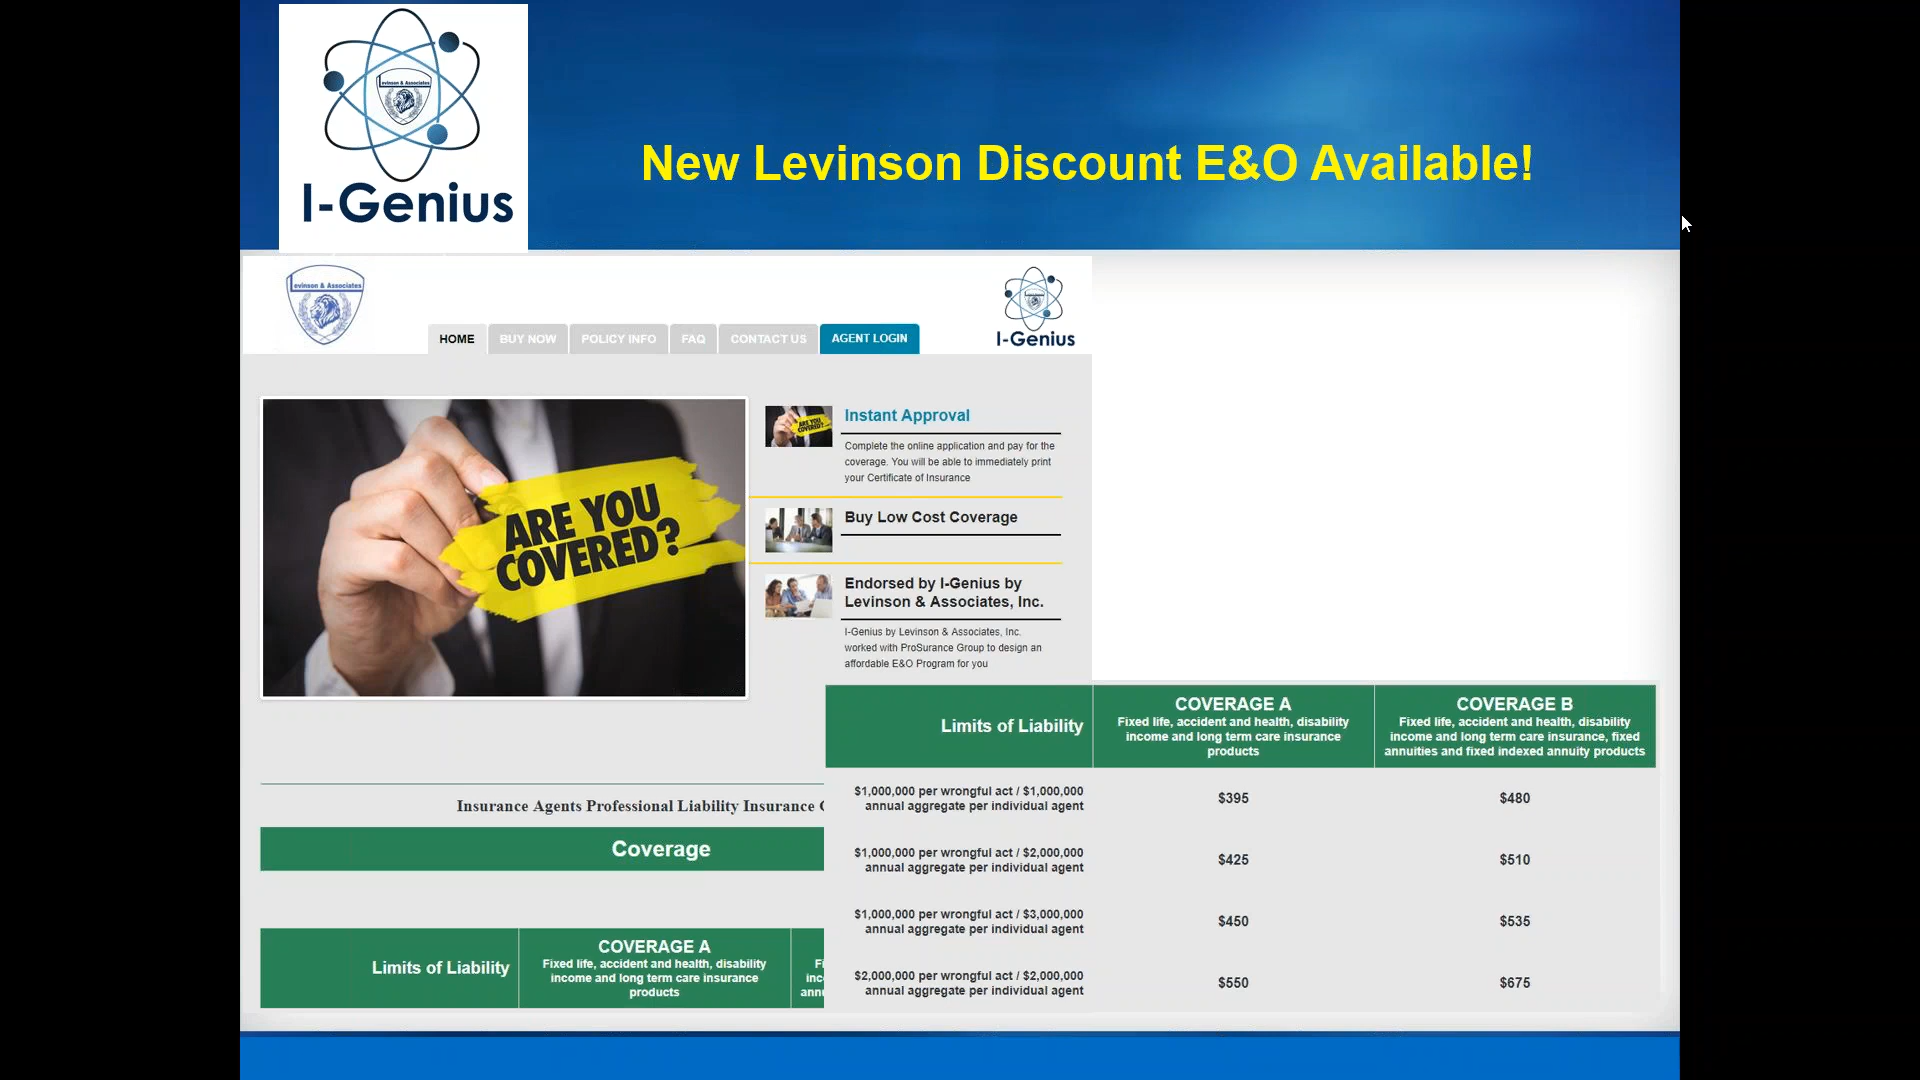 Levinson & Associates
I-Genius
New Levinson Discount E&O Available!
Levinson & Associates
HOME
BUY NOW
POLICY INFO
FAQ
CONTACT US
AGENT LOGIN
I-Genius
ARE YOU
COVERED?
ARE YOU
COVERED?
Instant Approval
Complete the online application and pay for the
coverage. You will be able to immediately print
your Certificate of Insurance
Buy Low Cost Coverage
Endorsed by I-Genius by
Levinson & Associates, Inc.
I-Genius by Levinson & Associates, Inc.
worked with ProSurance Group to design an
affordable E&O Program for you
Insurance Agents Professional Liability Insurance
Coverage
Limits of Liability
COVERAGE A
Fixed life, accident and health, disability
income and long term care insurance
products
Limits of Liability
COVERAGE A
Fixed life, accident and health, disability
income and long term care insurance
products
COVERAGE B
Fixed life, accident and health, disability
income and long term care insurance, fixed
annuities and fixed indexed annuity products
$1,000,000 per wrongful act / $1,000,000
annual aggregate per individual agent
$395
$480
$1,000,000 per wrongful act / $2,000,000
annual aggregate per individual agent
$425
$510
$1,000,000 per wrongful act / $3,000,000
annual aggregate per individual agent
$450
$535
$2,000,000 per wrongful act / $2,000,000
annual aggregate per individual agent
$550
$675